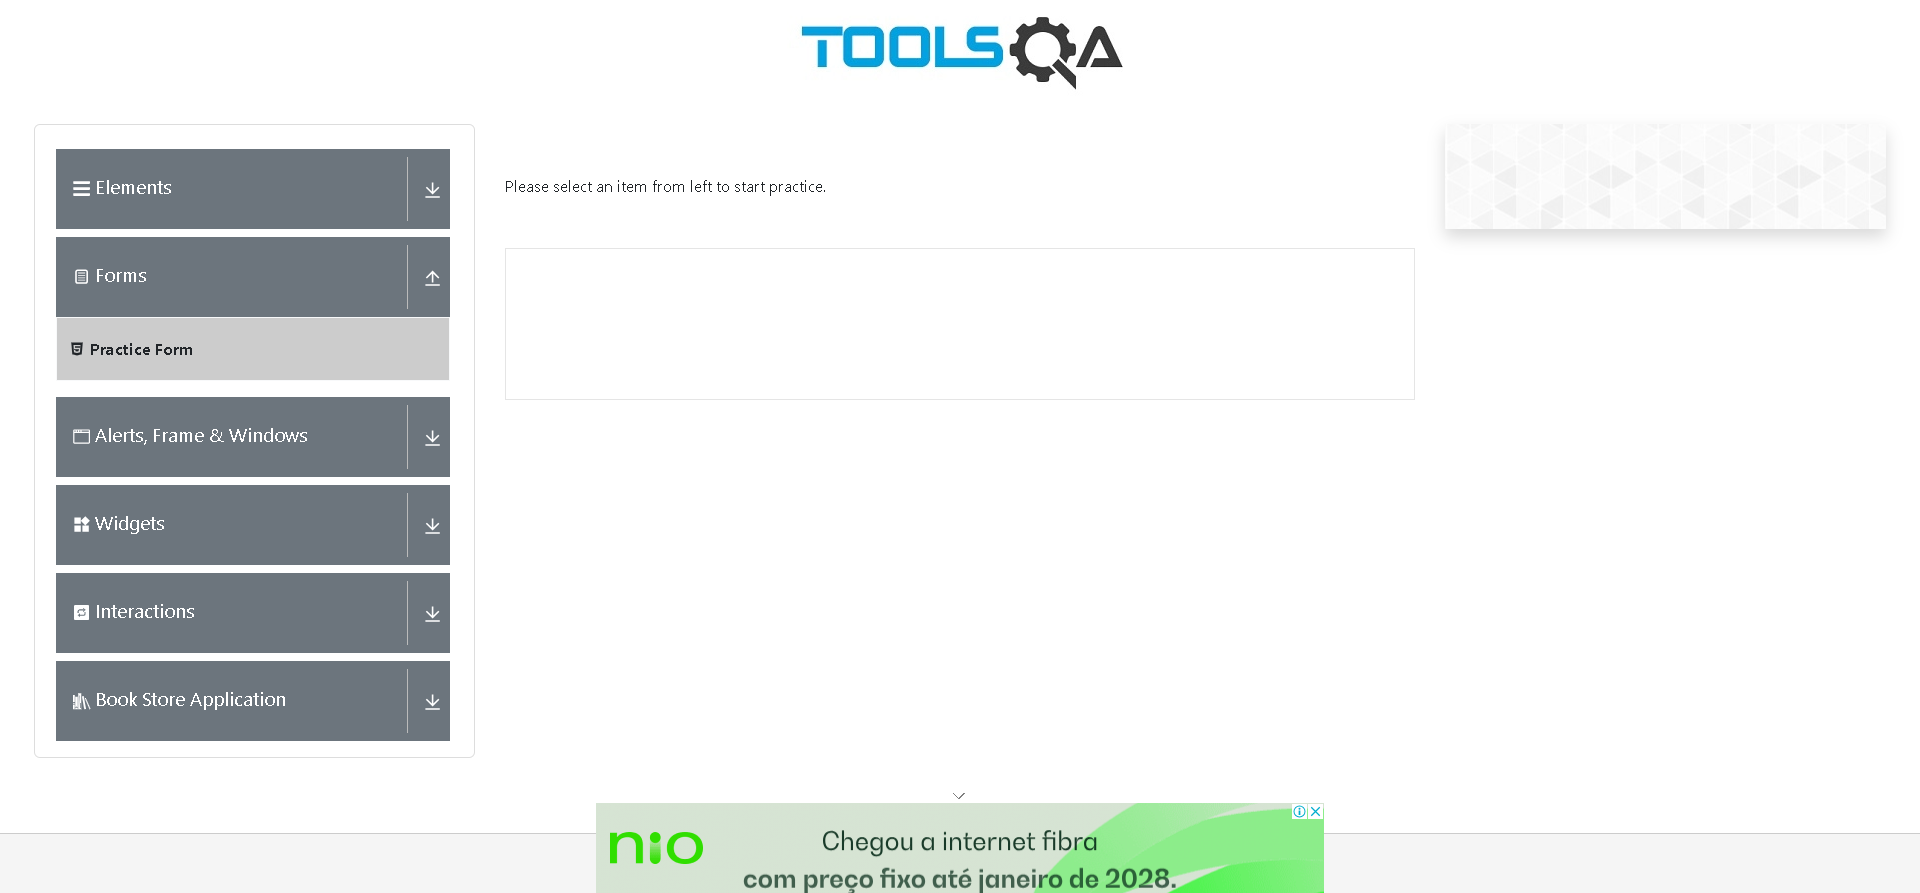 TOOLSQA
Elements
Please select an item from left to start practice.
Forms
Practice Form
Alerts, Frame & Windows
Widgets
Interactions
Book Store Application
nio
Chegou a internet fibra
com preço fixo até janeiro de 2028.